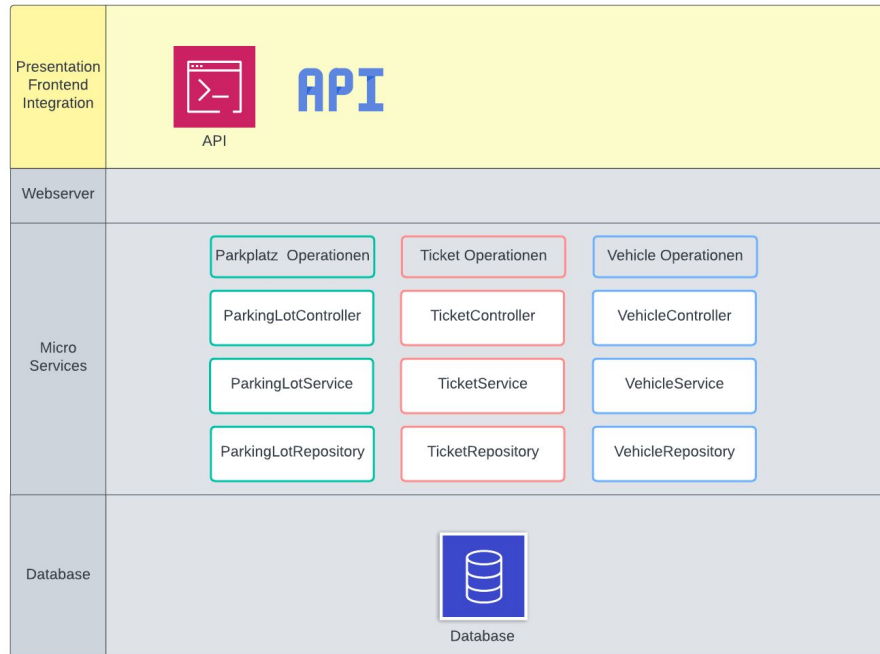 Presentation
Frontend
Integration
API
API
Webserver
Micro
Services
Parkplatz Operationen
Ticket Operationen
Vehicle Operationen
ParkingLotController
TicketController
VehicleController
ParkingLotService
TicketService
VehicleService
ParkingLotRepository
TicketRepository
VehicleRepository
Database
Database